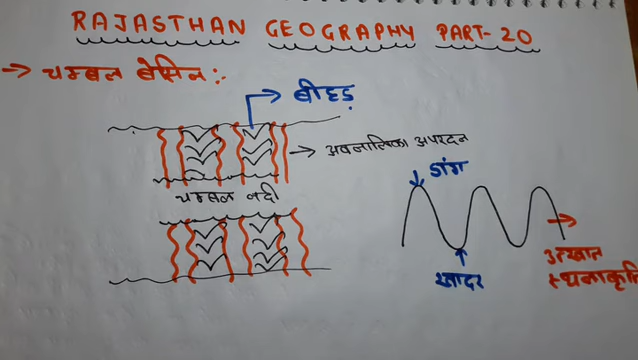 RAJASTHAN GEOGRAPHY PART-20
→ चम्बल बेसिन :-
बीहड़
अवनालिका अपरदन
चम्बल नदी
डांग
खादर
उत्खात
स्थलाकृति